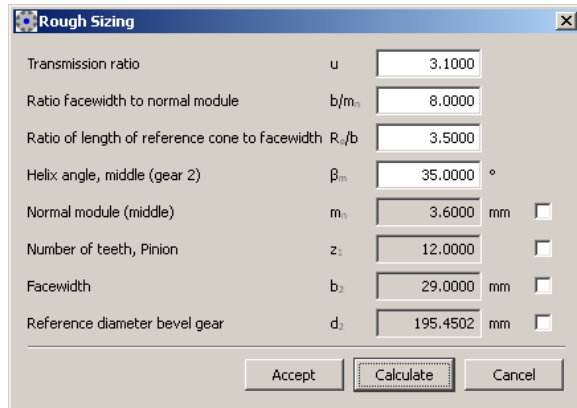 Rough Sizing
Transmission ratio u 3.1000
Ratio facewidth to normal module b/mₙ 8.0000
Ratio of length of reference cone to facewidth Rₑ/b 3.5000
Helix angle, middle (gear 2) βₘ 35.0000 °
Normal module (middle) mₙ 3.6000 mm
Number of teeth, Pinion z₁ 12.0000
Facewidth b₂ 29.0000 mm
Reference diameter bevel gear d₂ 195.4502 mm
Accept Calculate Cancel